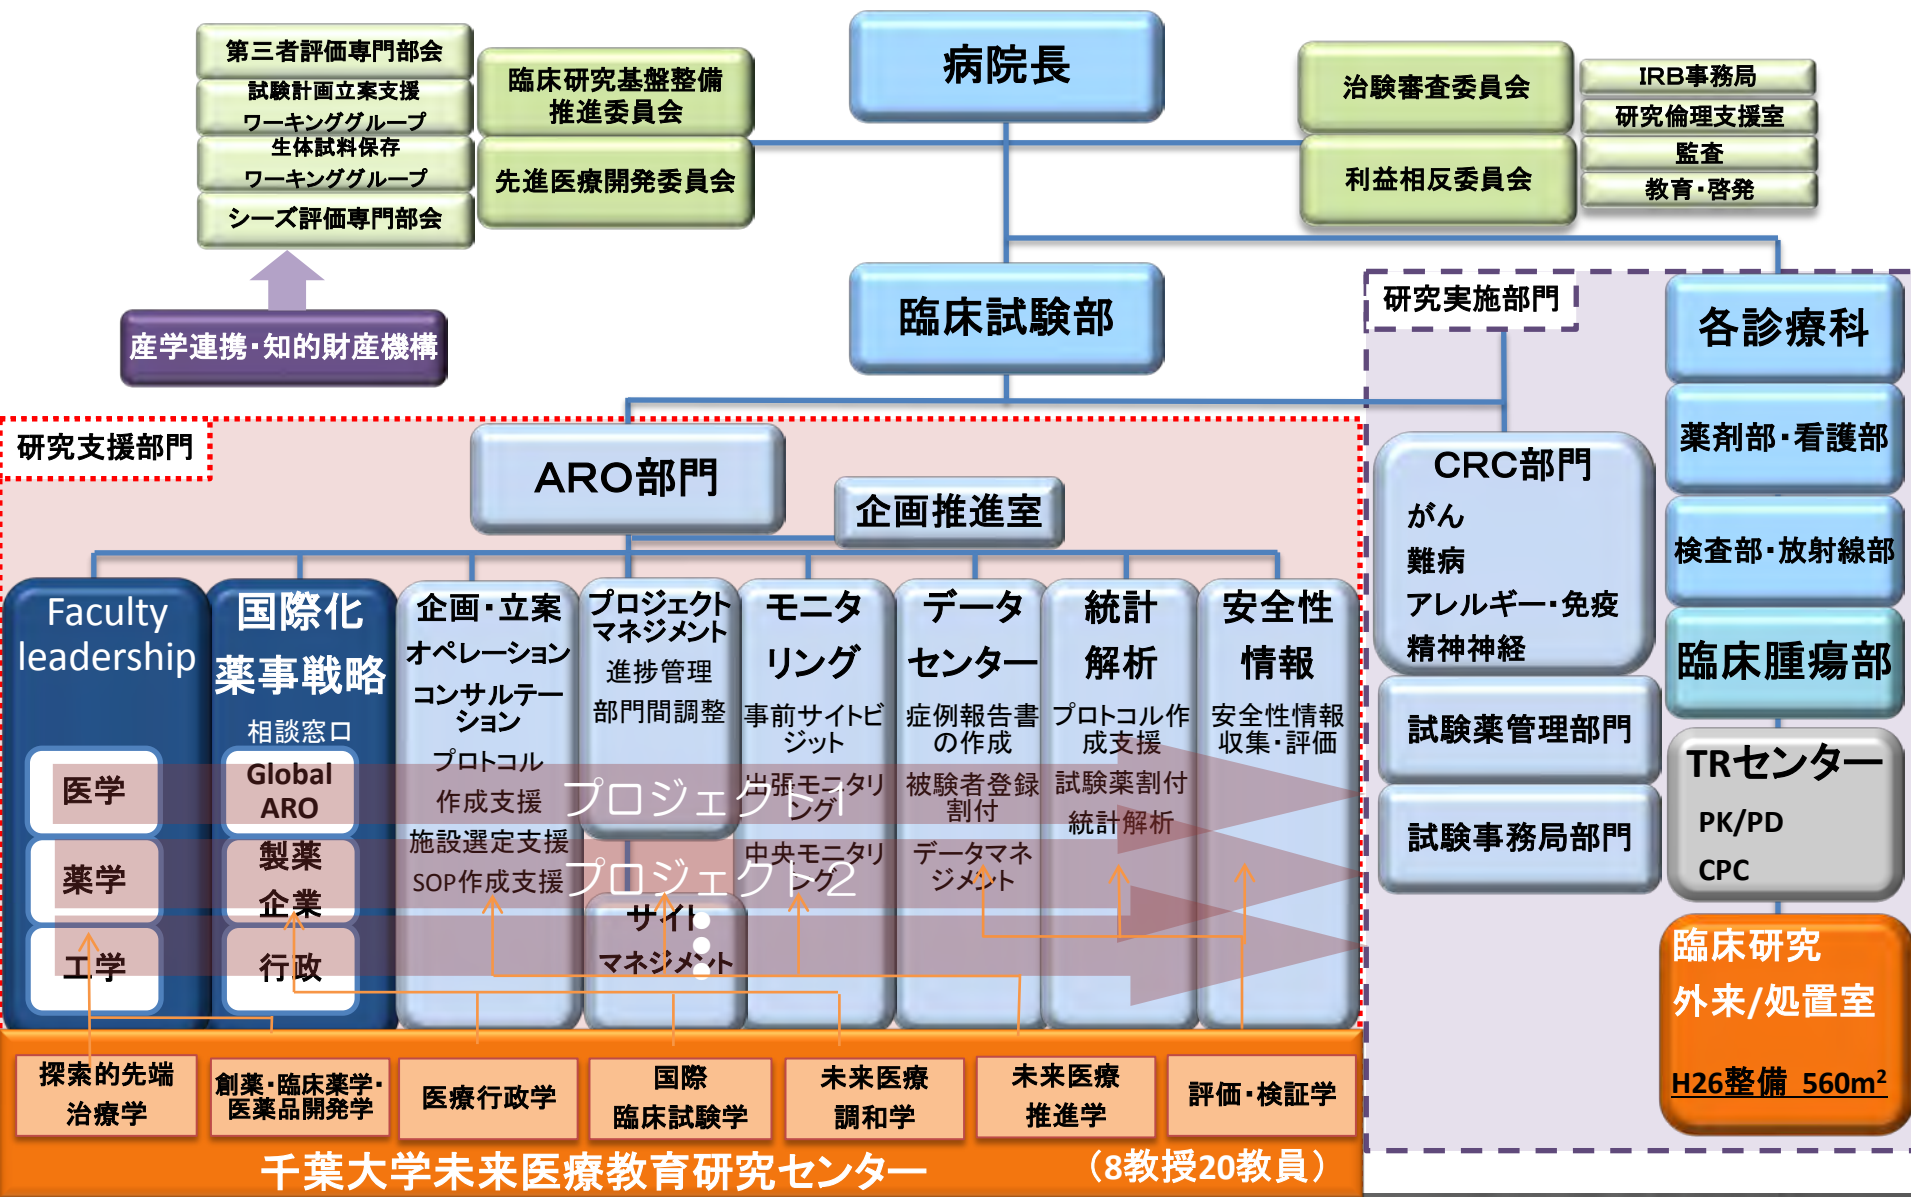 第三者評価専門部会
試験計画立案支援
ワーキンググループ
生体試料保存
ワーキンググループ
シーズ評価専門部会
臨床研究基盤整備
推進委員会
先進医療開発委員会
病院長
治験審査委員会
利益相反委員会
IRB事務局
研究倫理支援室
監査
教育・啓発
産学連携・知的財産機構
臨床試験部
研究実施部門
各診療科
薬剤部・看護部
検査部・放射線部
臨床腫瘍部
TRセンター
PK/PD
CPC
臨床研究
外来/処置室
H26整備 560m²
CRC部門
がん
難病
アレルギー・免疫
精神神経
試験薬管理部門
試験事務局部門
研究支援部門
ARO部門
企画推進室
Faculty
leadership
医学
薬学
工学
国際化
薬事戦略
相談窓口
Global
ARO
製薬
企業
行政
企画・立案
オペレーション
コンサルテー
ション
プロトコル
作成支援
施設選定支援
SOP作成支援
プロジェクト
マネジメント
進捗管理
部門間調整
サイト
マネジメント
モニタ
リング
事前サイトビ
ジット
出張モニタリ
ング
中央モニタリ
ング
データ
センター
症例報告書
の作成
被験者登録
割付
データマネ
ジメント
統計
解析
プロトコル作
成支援
試験薬割付
統計解析
安全性
情報
安全性情報
収集・評価
プロジェクト1
プロジェクト2
探索的先端
治療学
創薬・臨床薬学・
医薬品開発学
医療行政学
国際
臨床試験学
未来医療
調和学
未来医療
推進学
評価・検証学
千葉大学未来医療教育研究センター
（8教授20教員）